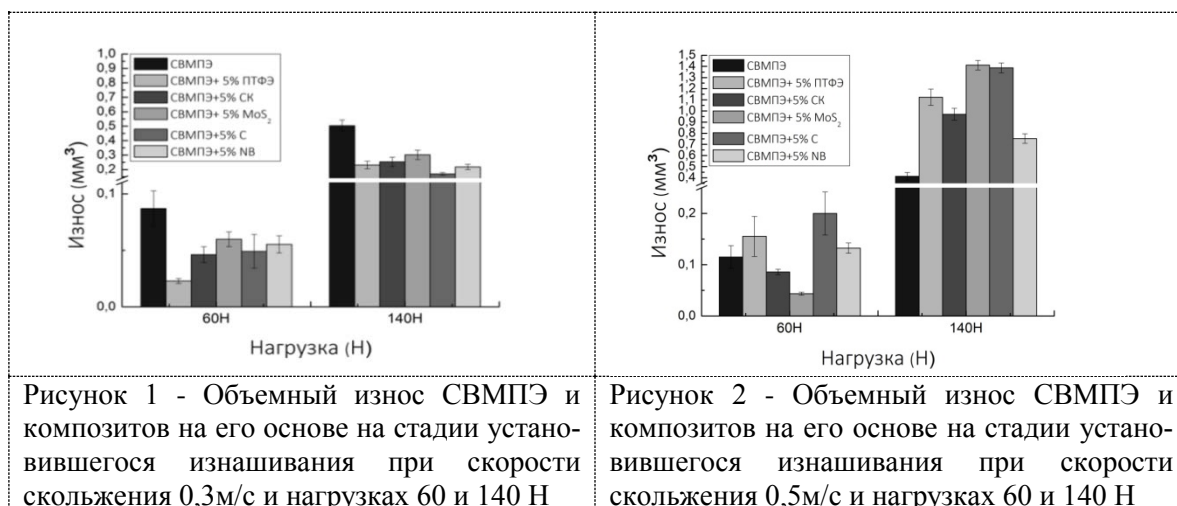 1,0
0,9
0,8
0,7
0,6
0,5
0,4
0,3
0,2
0,1
0,0
Износ (мм³)
СВМПЭ
СВМПЭ+ 5% ПТФЭ
СВМПЭ+5% СК
СВМПЭ+ 5% MoS₂
СВМПЭ+5% C
СВМПЭ+5% NB
60Н
140Н
Нагрузка (Н)
Рисунок 1 - Объемный износ СВМПЭ и
композитов на его основе на стадии устано-
вившегося изнашивания при скорости
скольжения 0,3м/с и нагрузках 60 и 140 Н
1,5
1,4
1,3
1,2
1,1
1,0
0,9
0,8
0,7
0,6
0,5
0,4
0,2
0,1
0,0
Износ (мм³)
СВМПЭ
СВМПЭ+ 5% ПТФЭ
СВМПЭ+5% СК
СВМПЭ+ 5% MoS₂
СВМПЭ+5% C
СВМПЭ+5% NB
60Н
140Н
Нагрузка (Н)
Рисунок 2 - Объемный износ СВМПЭ и
композитов на его основе на стадии устано-
вившегося изнашивания при скорости
скольжения 0,5м/с и нагрузках 60 и 140 Н